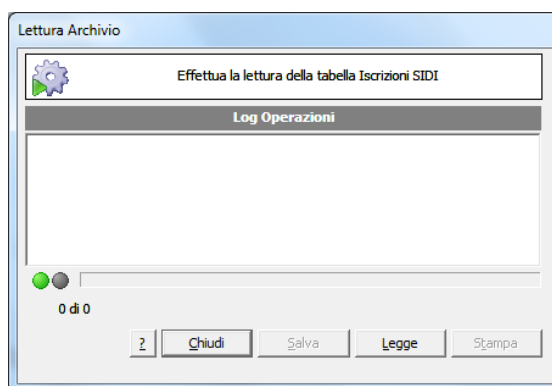 Lettura Archivio
Effettua la lettura della tabella Iscrizioni SIDI
Log Operazioni
0 di 0
? Chiudi Salva Legge Stampa